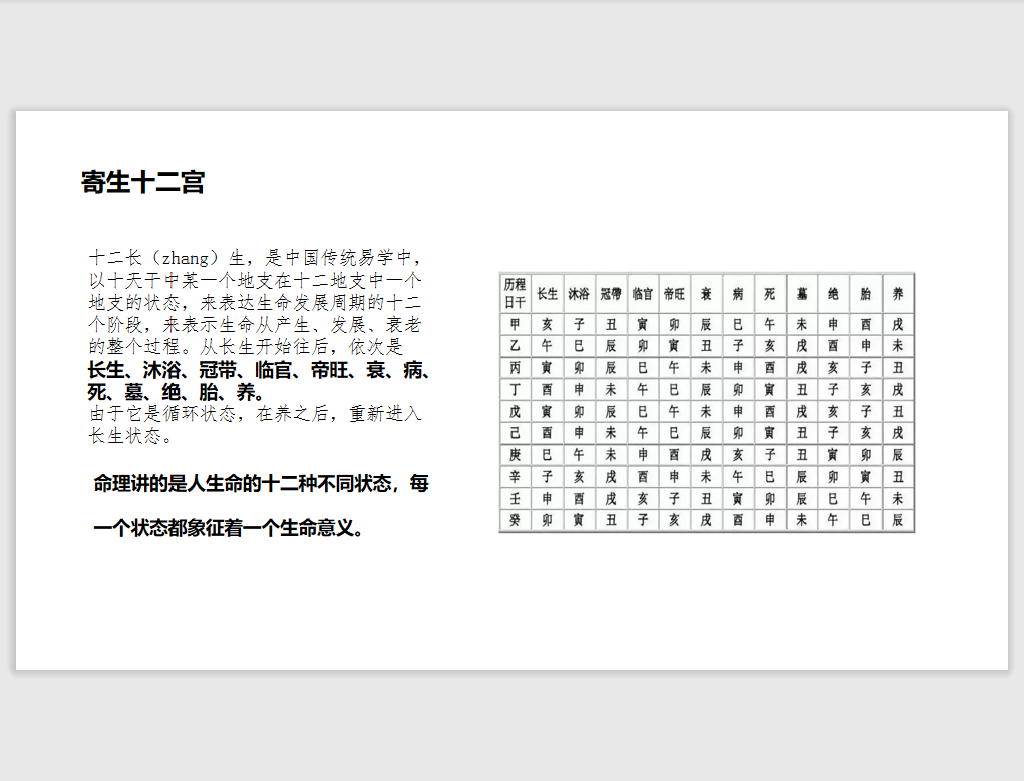 寄生十二宫
十二长（zhang）生，是中国传统易学中，
以十天干中某一个地支在十二地支中一个
地支的状态，来表达生命发展周期的十二
个阶段，来表示生命从产生、发展、衰老
的整个过程。从长生开始往后，依次是
长生、沐浴、冠带、临官、帝旺、衰、病、
死、墓、绝、胎、养。
由于它是循环状态，在养之后，重新进入
长生状态。
命理讲的是人生命的十二种不同状态，每
一个状态都象征着一个生命意义。
历程
日干 长生 沐浴 冠帶 临官 帝旺 衰 病 死 墓 绝 胎 养
甲 亥 子 丑 寅 卯 辰 巳 午 未 申 酉 戌
乙 午 巳 辰 卯 寅 丑 子 亥 戌 酉 申 未
丙 寅 卯 辰 巳 午 未 申 酉 戌 亥 子 丑
丁 酉 申 未 午 巳 辰 卯 寅 丑 子 亥 戌
戊 寅 卯 辰 巳 午 未 申 酉 戌 亥 子 丑
己 酉 申 未 午 巳 辰 卯 寅 丑 子 亥 戌
庚 巳 午 未 申 酉 戌 亥 子 丑 寅 卯 辰
辛 子 亥 戌 酉 申 未 午 巳 辰 卯 寅 丑
壬 申 酉 戌 亥 子 丑 寅 卯 辰 巳 午 未
癸 卯 寅 丑 子 亥 戌 酉 申 未 午 巳 辰